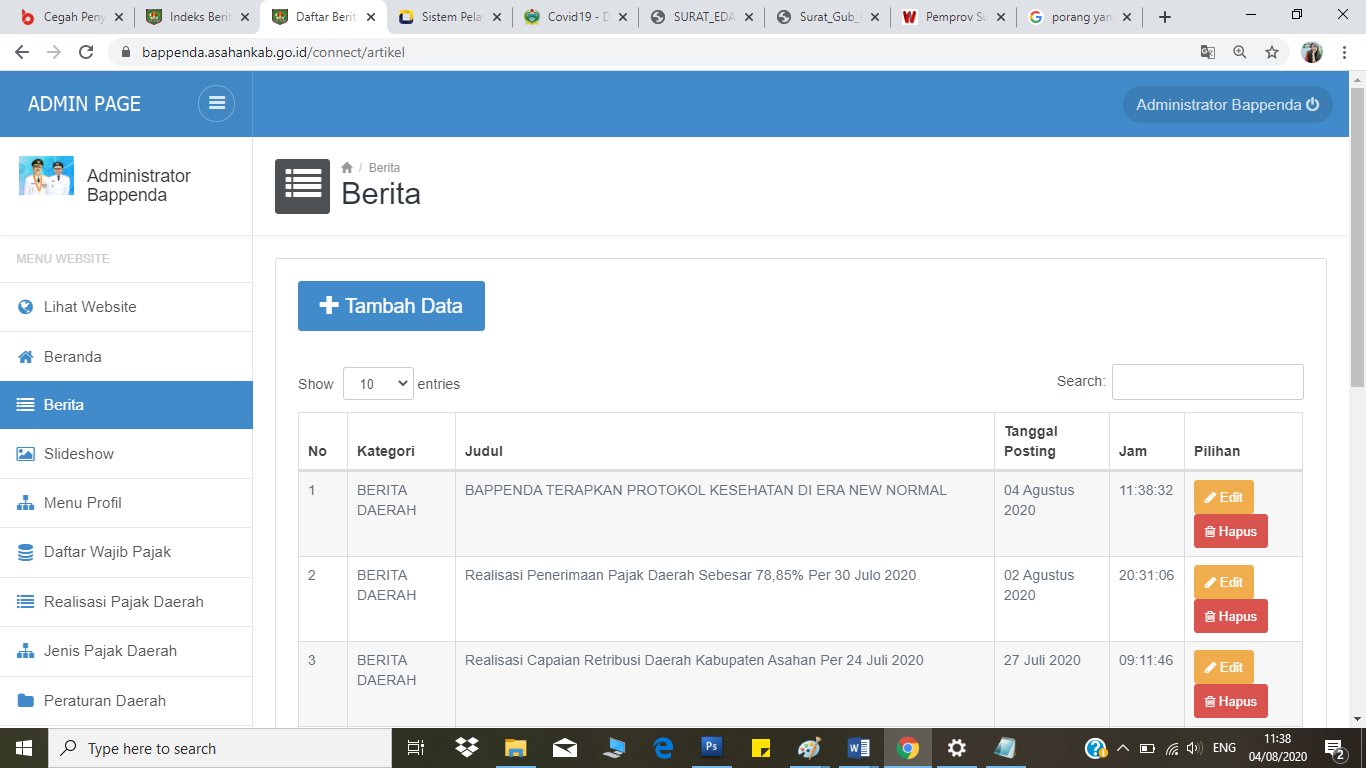 Cegah Peny
Indeks Berit
Daftar Berit
Sistem Pela
Covid19 - D
SURAT_EDA
Surat_Gub_
Pemprov Su
porang yan
bappenda.asahankab.go.id/connect/artikel
ADMIN PAGE
Administrator Bappenda
Administrator
Bappenda
/ Berita
Berita
MENU WEBSITE
Lihat Website
Beranda
Berita
Slideshow
Menu Profil
Daftar Wajib Pajak
Realisasi Pajak Daerah
Jenis Pajak Daerah
Peraturan Daerah
Tambah Data
Show 10 entries
Search:
No Kategori Judul Tanggal Posting Jam Pilihan
1 BERITA DAERAH BAPPENDA TERAPKAN PROTOKOL KESEHATAN DI ERA NEW NORMAL 04 Agustus 2020 11:38:32 Edit
Hapus
2 BERITA DAERAH Realisasi Penerimaan Pajak Daerah Sebesar 78,85% Per 30 Julo 2020 02 Agustus 2020 20:31:06 Edit
Hapus
3 BERITA DAERAH Realisasi Capaian Retribusi Daerah Kabupaten Asahan Per 24 Juli 2020 27 Juli 2020 09:11:46 Edit
Hapus
Type here to search
Ps
ENG
11:38
04/08/2020
2